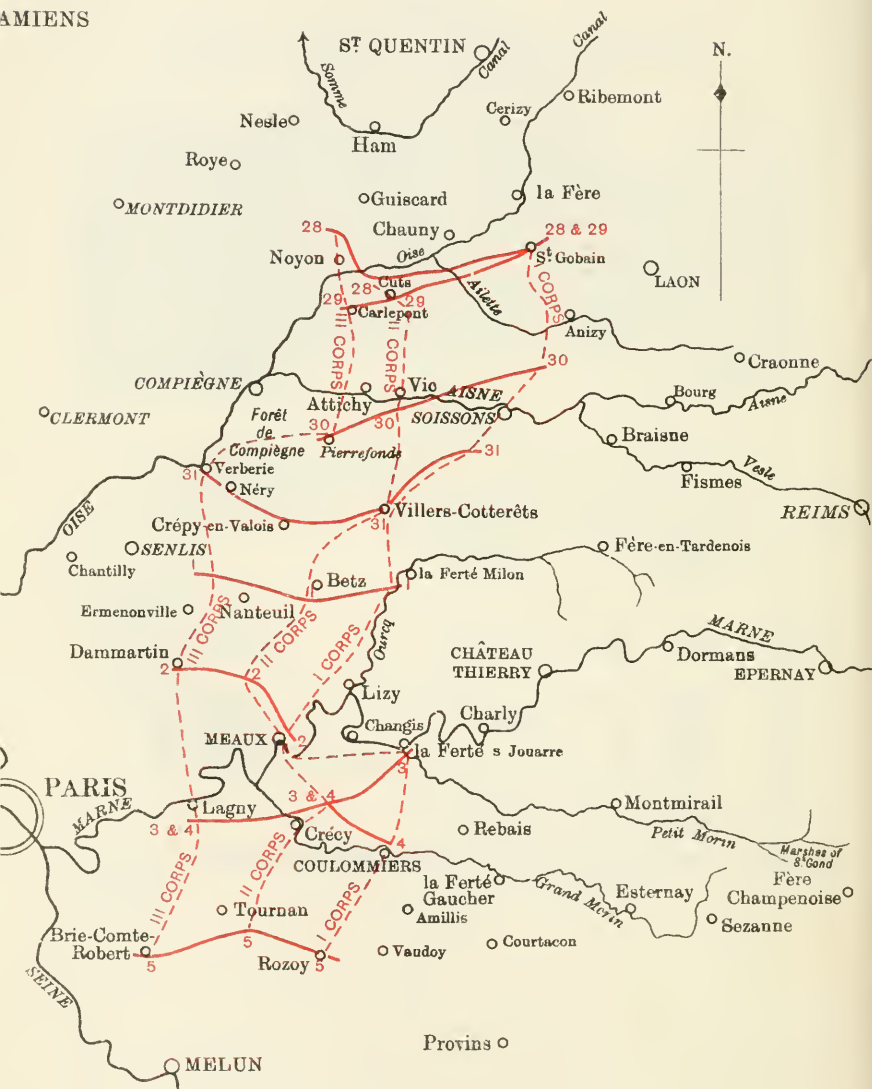 AMIENS
ST QUENTIN
Canal
Canal
N.
Somme
Ribemont
Nesle
Cerizy
Ham
Roye
Guiscard
la Fère
MONTDIDIER
Chauny
28
28 & 29
Noyon
Oise
St Gobain
LAON
28
Cuts
Ailette
I CORPS
29
29
Carlepont
Anizy
III CORPS
II CORPS
Craonne
30
COMPIÈGNE
Attichy
Vic
AISNE
Bourg
Aisne
CLERMONT
Forêt
de
Compiègne
30
30
SOISSONS
Pierrefonds
Braisne
31
Verberie
31
Fismes
Vesle
Néry
REIMS
OISE
Villers-Cotterêts
Crépy-en-Valois
31
SENLIS
Chantilly
Fère-en-Tardenois
Betz
la Ferté Milon
1
Ermenonville
Nanteuil
III CORPS
II CORPS
I CORPS
Ourcq
MARNE
Dammartin
2
2
CHÂTEAU
THIERRY
Dormans
EPERNAY
Lizy
Charly
MEAUX
2
Changis
la Ferté s Jouarre
3
PARIS
MARNE
Lagny
3 & 4
3 & 4
Montmirail
Crécy
Rebais
Petit Morin
4
Marshes of
St Gond
COULOMMIERS
III CORPS
II CORPS
I CORPS
la Ferté
Gaucher
Grand Morin
Esternay
Fère
Champenoise
Tournan
Amillis
Sezanne
Brie-Comte-
Robert
5
5
Rozoy
5
Vaudoy
Courtacon
SEINE
Provins
MELUN